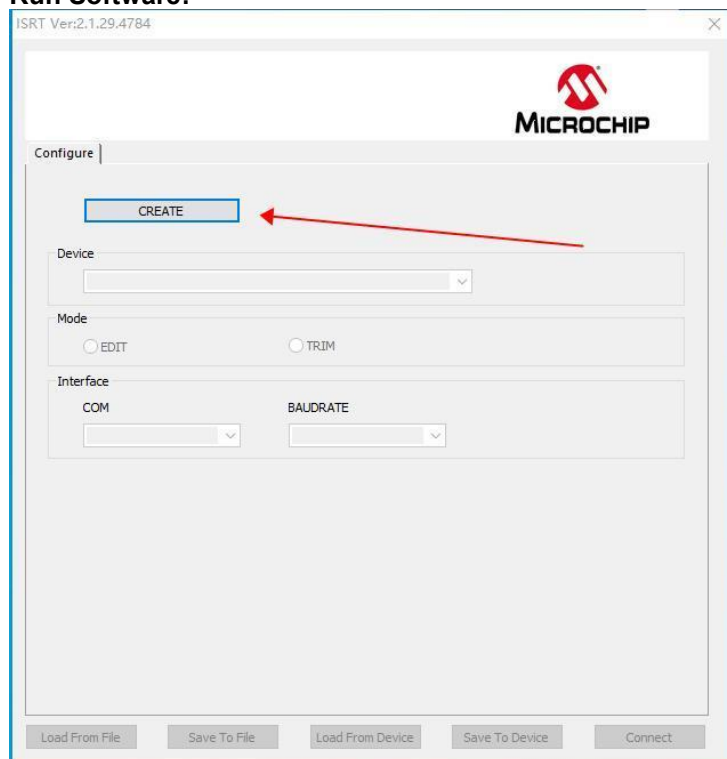 Run Software:
ISRT Ver:2.1.29.4784
MICROCHIP
Configure
CREATE
Device
Mode
EDIT TRIM
Interface
COM BAUDRATE
Load From File Save To File Load From Device Save To Device Connect